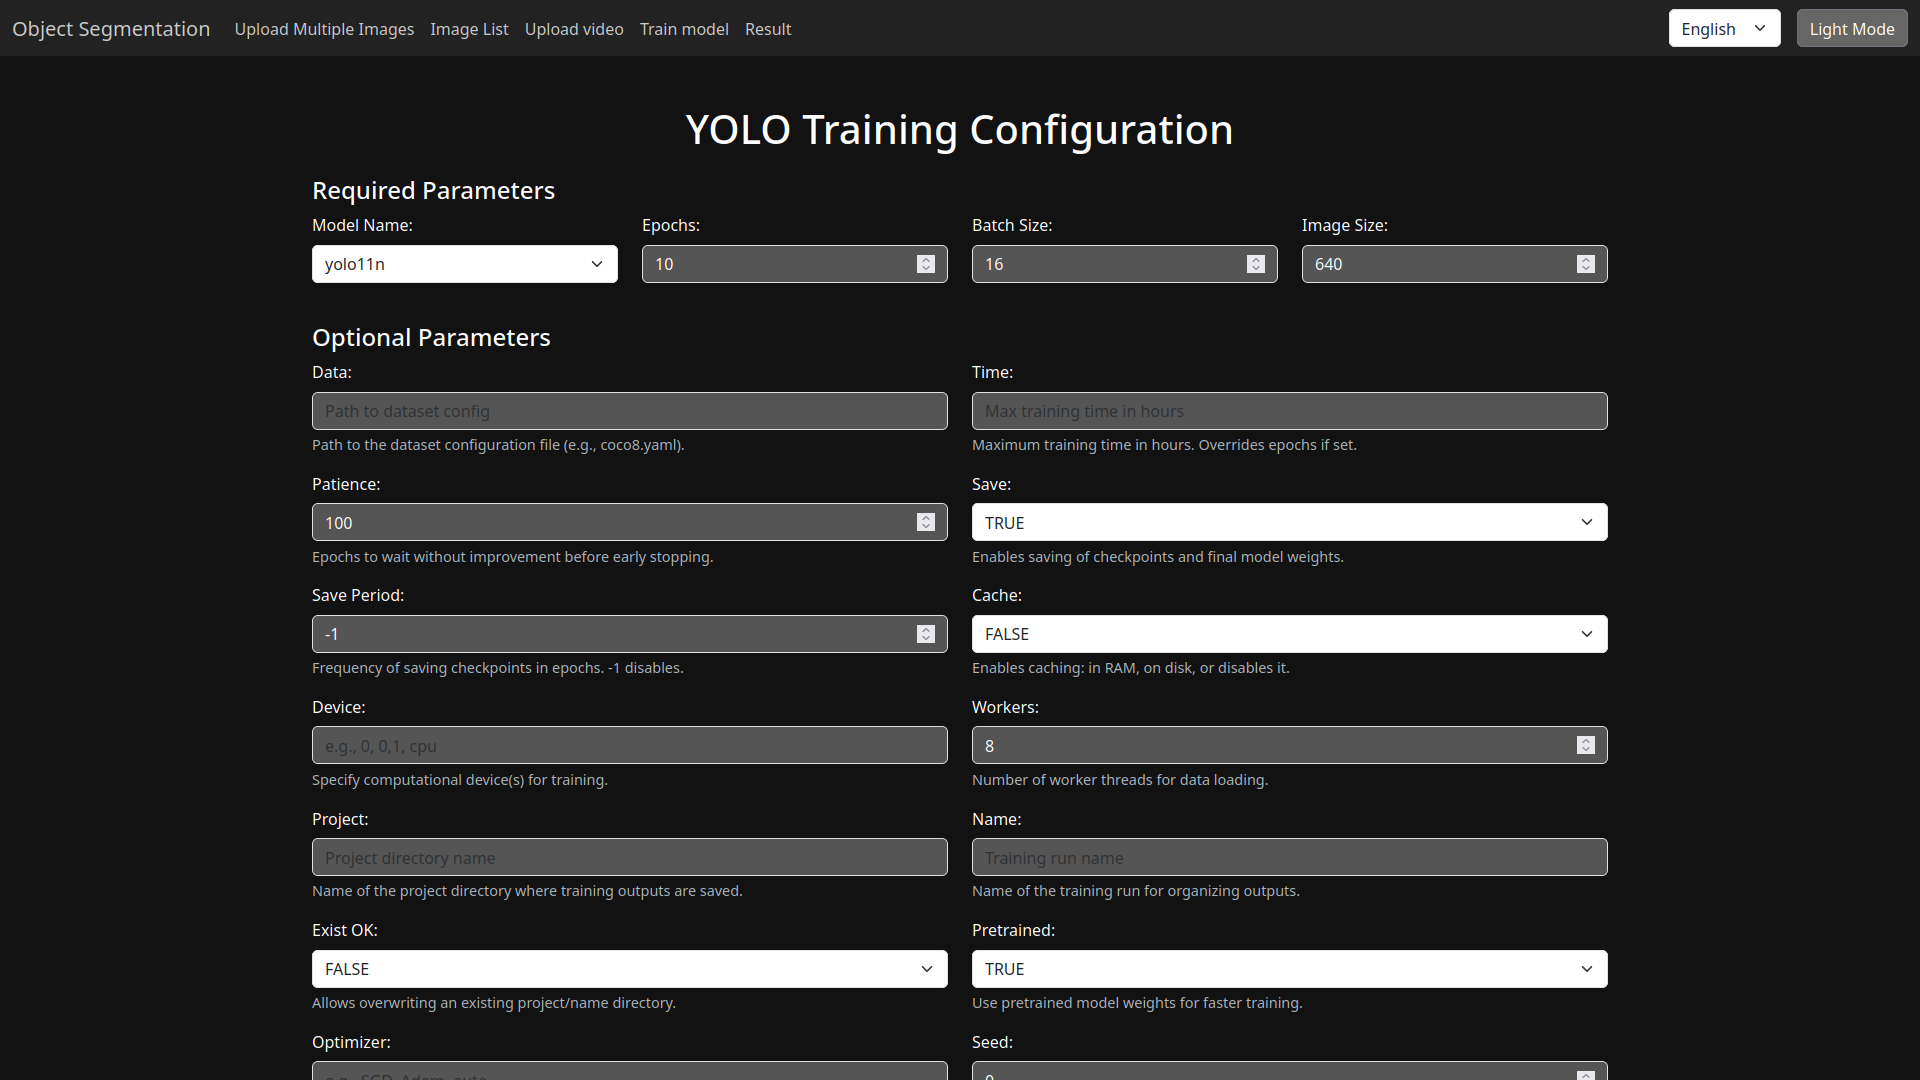 Object Segmentation Upload Multiple Images Image List Upload video Train model Result English Light Mode
YOLO Training Configuration
Required Parameters
Model Name: Epochs: Batch Size: Image Size:
yolo11n 10 16 640
Optional Parameters
Data: Time:
Path to dataset config Max training time in hours
Path to the dataset configuration file (e.g., coco8.yaml). Maximum training time in hours. Overrides epochs if set.
Patience: Save:
100 TRUE
Epochs to wait without improvement before early stopping. Enables saving of checkpoints and final model weights.
Save Period: Cache:
-1 FALSE
Frequency of saving checkpoints in epochs. -1 disables. Enables caching: in RAM, on disk, or disables it.
Device: Workers:
e.g., 0, 0,1, cpu 8
Specify computational device(s) for training. Number of worker threads for data loading.
Project: Name:
Project directory name Training run name
Name of the project directory where training outputs are saved. Name of the training run for organizing outputs.
Exist OK: Pretrained:
FALSE TRUE
Allows overwriting an existing project/name directory. Use pretrained model weights for faster training.
Optimizer: Seed:
e.g., SGD, Adam, auto 0